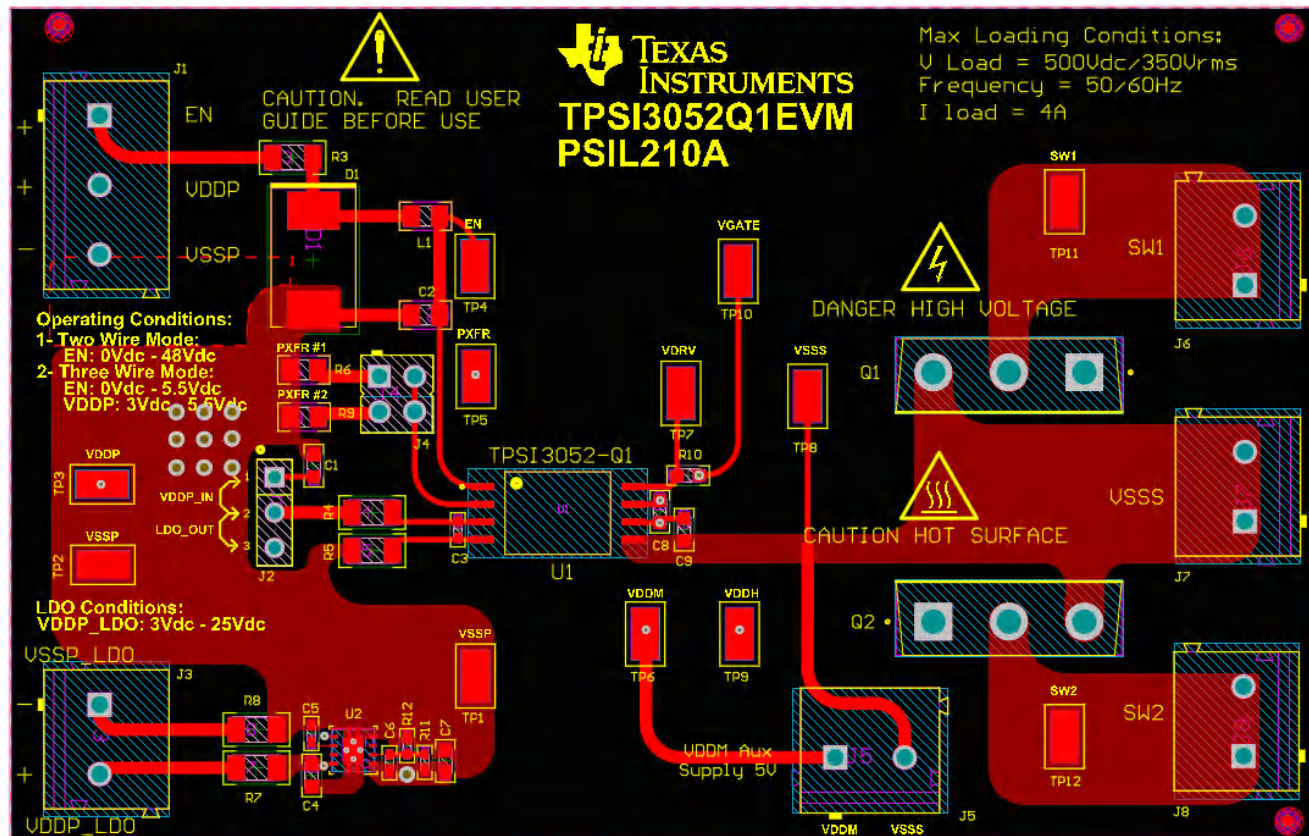 TEXAS
INSTRUMENTS
TPSI3052Q1EVM
PSIL210A
Max Loading Conditions:
V Load = 500Vdc/350Vrms
Frequency = 50/60Hz
I load = 4A
CAUTION. READ USER
GUIDE BEFORE USE
J1
+ EN
+ VDDP
- VSSP
R3
D1
D1
L1
C2
EN
TP4
PXFR
TP5
VGATE
TP10
VDRV
TP7
VSSS
TP8
SW1
TP11
SW1
J6
DANGER HIGH VOLTAGE
Operating Conditions:
1- Two Wire Mode:
EN: 0Vdc - 48Vdc
2- Three Wire Mode:
EN: 0Vdc - 5.5Vdc
VDDP: 3Vdc - 5.5Vdc
PXFR #1
R6
PXFR #2
R9
J4
Q1
VDDP
TP3
VSSP
TP2
VDDP_IN
LDO_OUT
1
2
3
J2
C1
R4
R5
C3
TPSI3052-Q1
U1
U1
R10
C8
C9
CAUTION HOT SURFACE
VSSS
J7
LDO Conditions:
VDDP_LDO: 3Vdc - 25Vdc
VSSP_LDO
J3
-
+
VDDP_LDO
R8
R7
C5
C4
U2
C6
R12
R11
C7
VSSP
TP1
VDDM
TP6
VDDH
TP9
Q2
SW2
TP12
SW2
J8
VDDM Aux
Supply 5V
J5
J5
VDDM VSSS